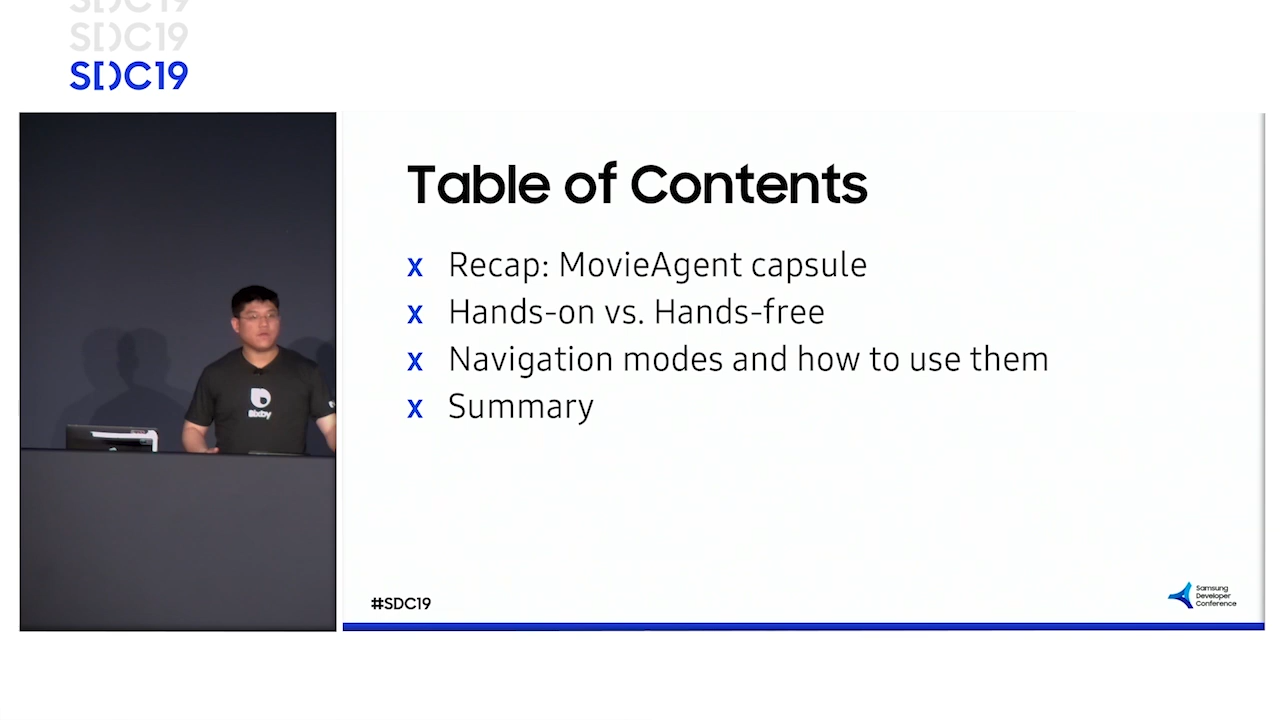 SDC19
SDC19
SDC19
Table of Contents
x Recap: MovieAgent capsule
x Hands-on vs. Hands-free
x Navigation modes and how to use them
x Summary
Bixby
#SDC19
Samsung
Developer
Conference